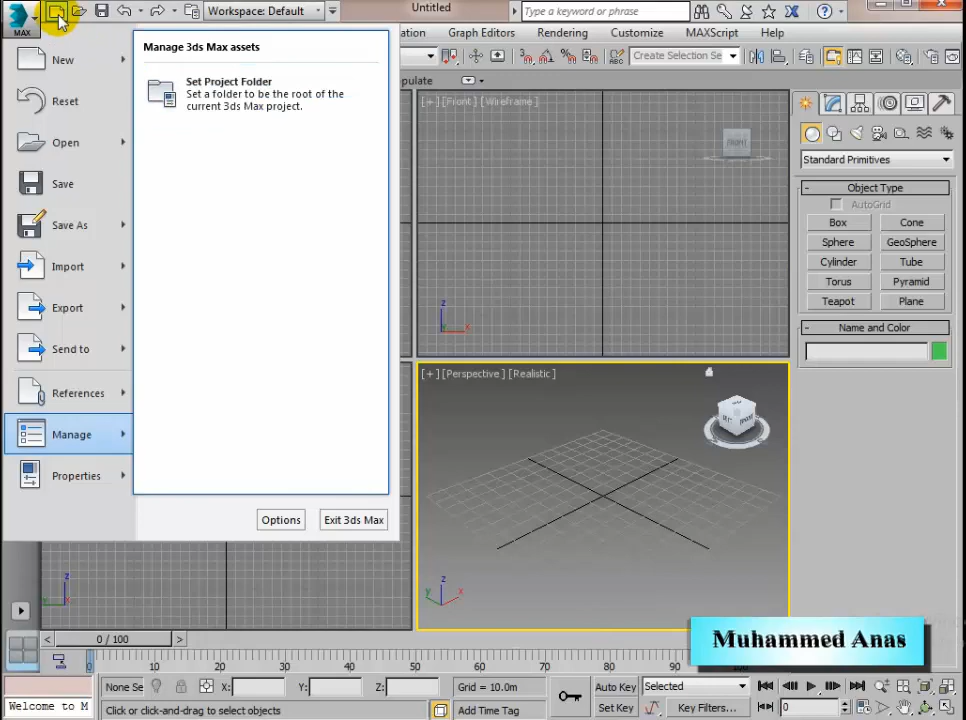 MAX
Workspace: Default
Untitled
Type a keyword or phrase
ation
Graph Editors
Rendering
Customize
MAXScript
Help
Create Selection Se
pulate
New
Reset
Open
Save
Save As
Import
Export
Send to
References
Manage
Properties
Manage 3ds Max assets
Set Project Folder
Set a folder to be the root of the
current 3ds Max project.
Options
Exit 3ds Max
[+] [Front] [Wireframe]
FRONT
z
x
[+] [Perspective] [Realistic]
z
y
x
z
x
Standard Primitives
Object Type
AutoGrid
Box
Cone
Sphere
GeoSphere
Cylinder
Tube
Torus
Pyramid
Teapot
Plane
Name and Color
Muhammed Anas
0 / 100
0 10 20 30 40 50 60 70 80 90
None Se
X:
Y:
Z:
Grid = 10.0m
Auto Key
Selected
Welcome to M
Click or click-and-drag to select objects
Add Time Tag
Set Key
Key Filters...
0